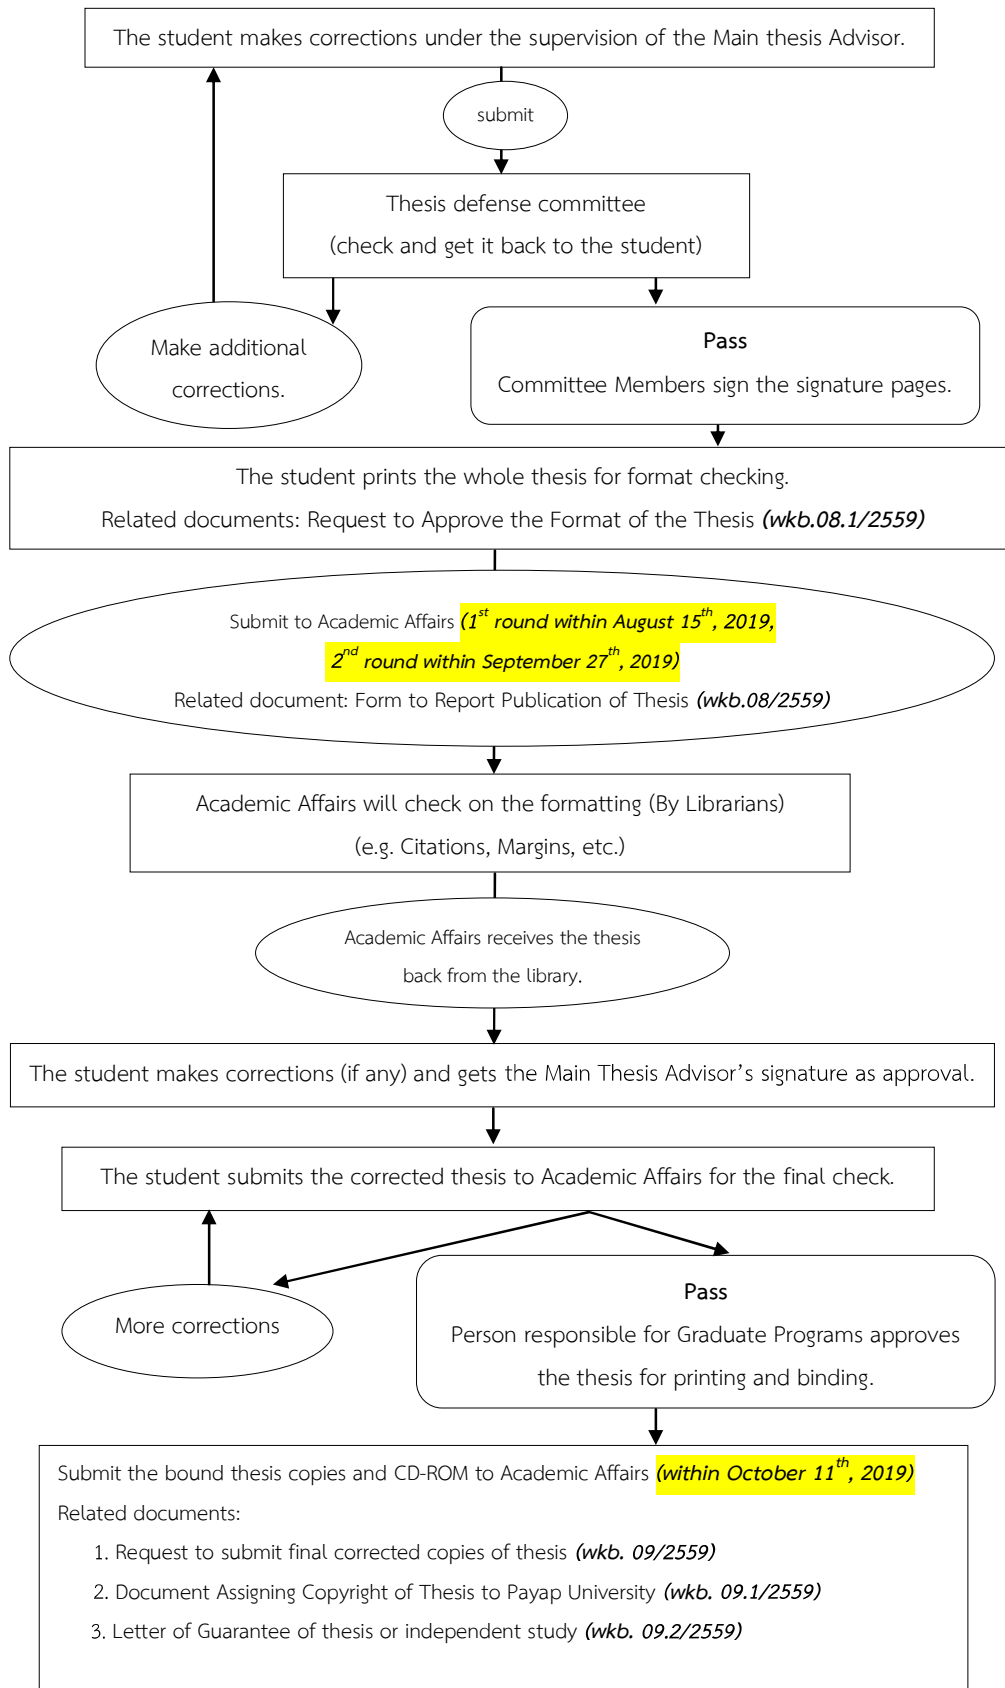 The student makes corrections under the supervision of the Main thesis Advisor.
submit
Thesis defense committee
(check and get it back to the student)
Make additional
corrections.
Pass
Committee Members sign the signature pages.
The student prints the whole thesis for format checking.
Related documents: Request to Approve the Format of the Thesis (wkb.08.1/2559)
Submit to Academic Affairs (1st round within August 15th, 2019,
2nd round within September 27th, 2019)
Related document: Form to Report Publication of Thesis (wkb.08/2559)
Academic Affairs will check on the formatting (By Librarians)
(e.g. Citations, Margins, etc.)
Academic Affairs receives the thesis
back from the library.
The student makes corrections (if any) and gets the Main Thesis Advisor's signature as approval.
The student submits the corrected thesis to Academic Affairs for the final check.
More corrections
Pass
Person responsible for Graduate Programs approves
the thesis for printing and binding.
Submit the bound thesis copies and CD-ROM to Academic Affairs (within October 11th, 2019)
Related documents:
1. Request to submit final corrected copies of thesis (wkb. 09/2559)
2. Document Assigning Copyright of Thesis to Payap University (wkb. 09.1/2559)
3. Letter of Guarantee of thesis or independent study (wkb. 09.2/2559)